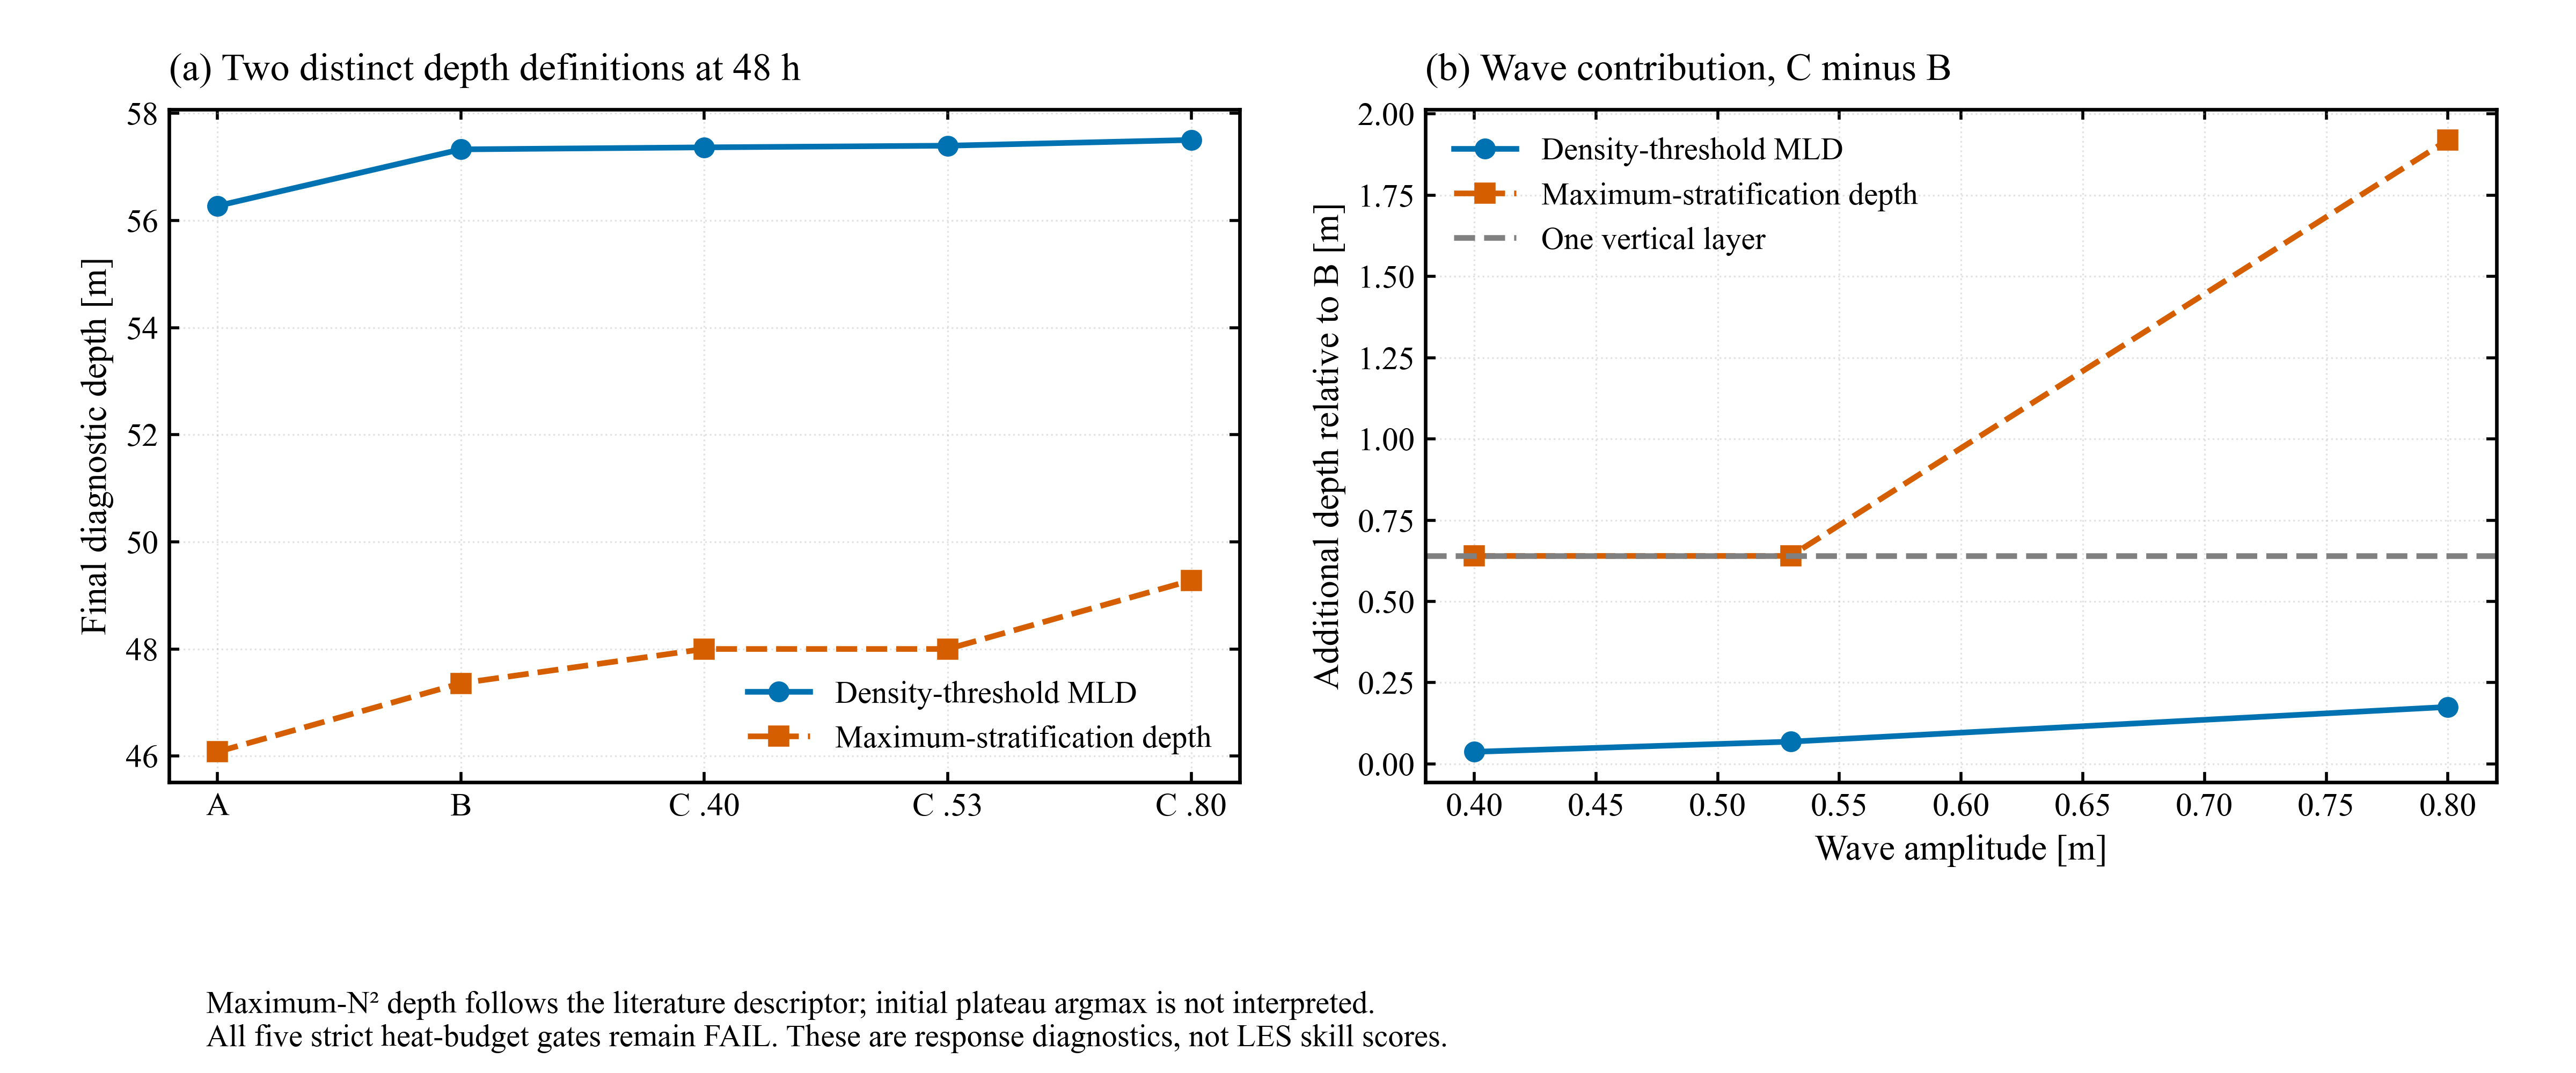 (a) Two distinct depth definitions at 48 h
Final diagnostic depth [m]
58
56
54
52
50
48
46
Density-threshold MLD
Maximum-stratification depth
A B C .40 C .53 C .80
(b) Wave contribution, C minus B
Additional depth relative to B [m]
2.00
1.75
1.50
1.25
1.00
0.75
0.50
0.25
0.00
Density-threshold MLD
Maximum-stratification depth
One vertical layer
0.40 0.45 0.50 0.55 0.60 0.65 0.70 0.75 0.80
Wave amplitude [m]
Maximum-N² depth follows the literature descriptor; initial plateau argmax is not interpreted.
All five strict heat-budget gates remain FAIL. These are response diagnostics, not LES skill scores.